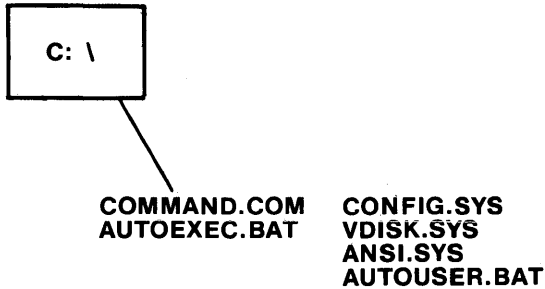 C: \
COMMAND.COM CONFIG.SYS
AUTOEXEC.BAT VDISK.SYS
ANSI.SYS
AUTOUSER.BAT